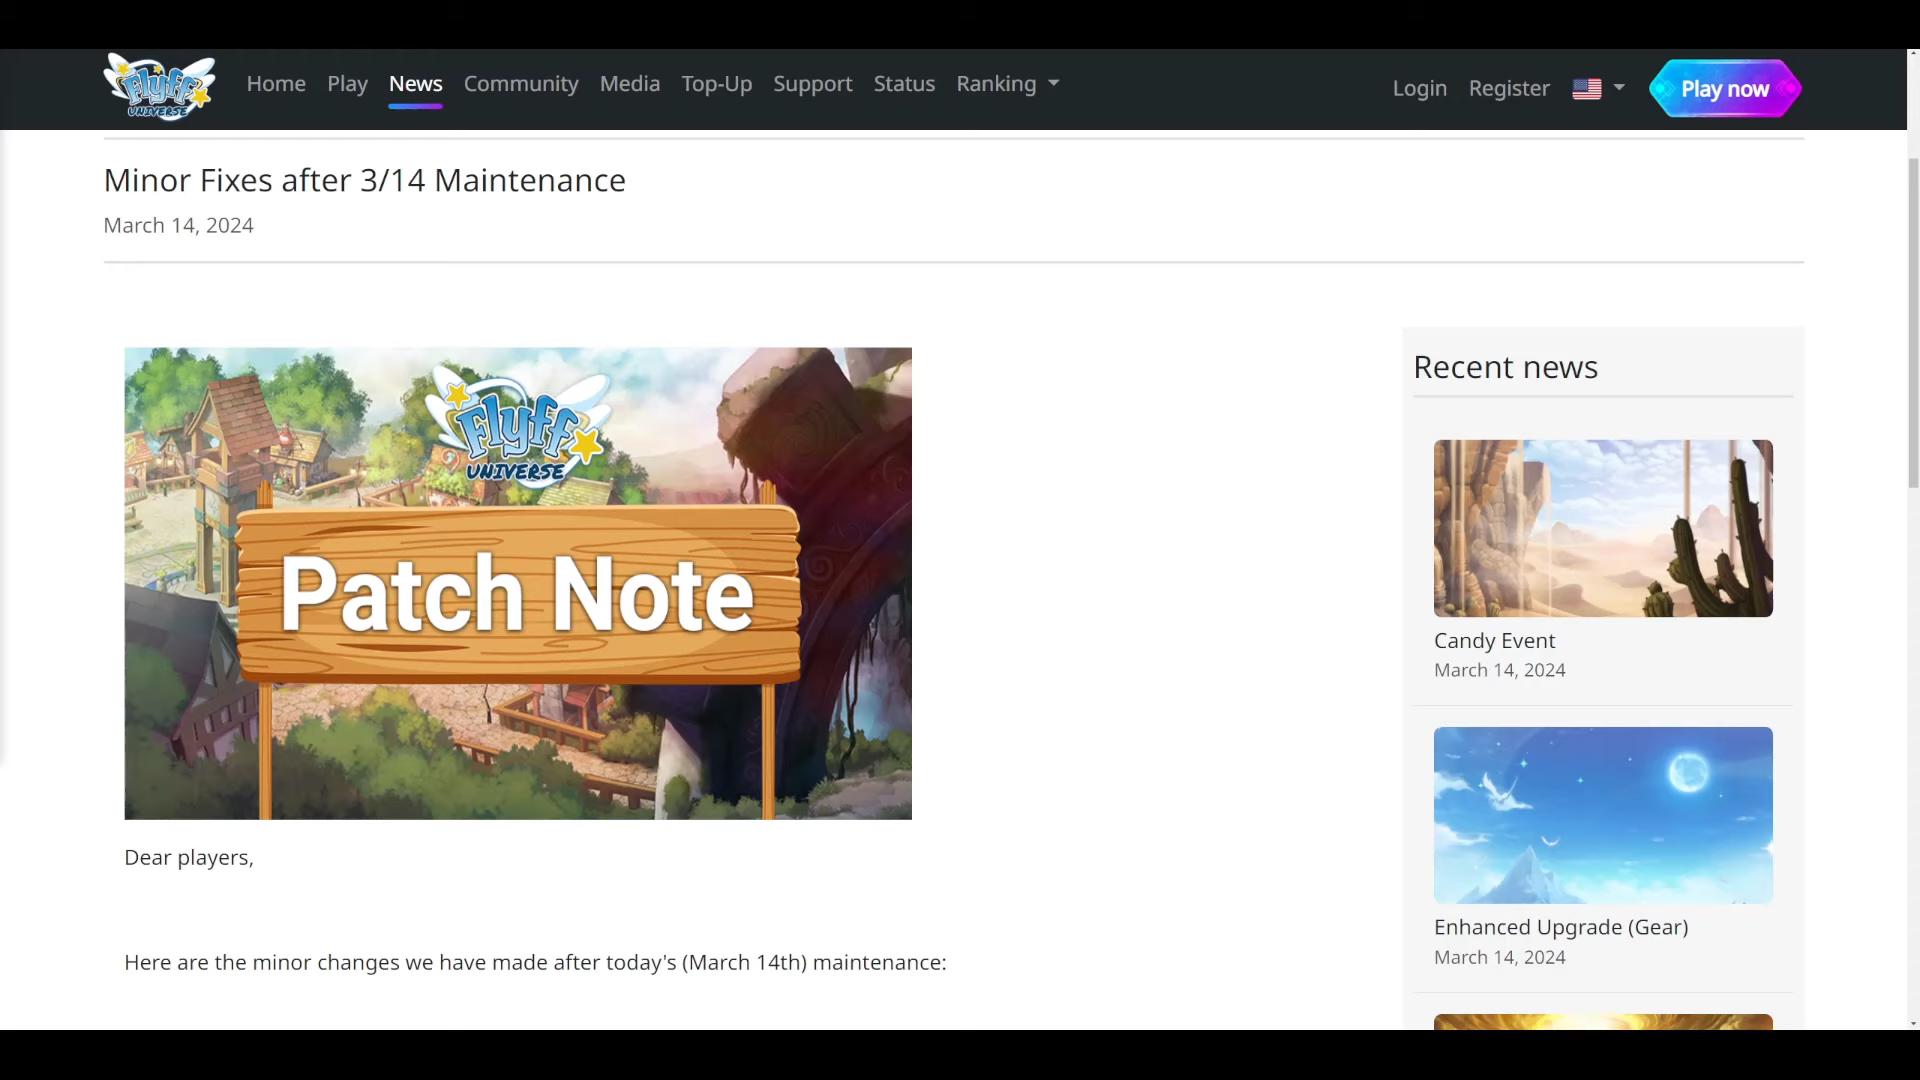 Flyff
UNIVERSE
Home
Play
News
Community
Media
Top-Up
Support
Status
Ranking
Login
Register
Play now
Minor Fixes after 3/14 Maintenance
March 14, 2024
Flyff
UNIVERSE
Patch Note
Dear players,
Here are the minor changes we have made after today's (March 14th) maintenance:
Recent news
Candy Event
March 14, 2024
Enhanced Upgrade (Gear)
March 14, 2024